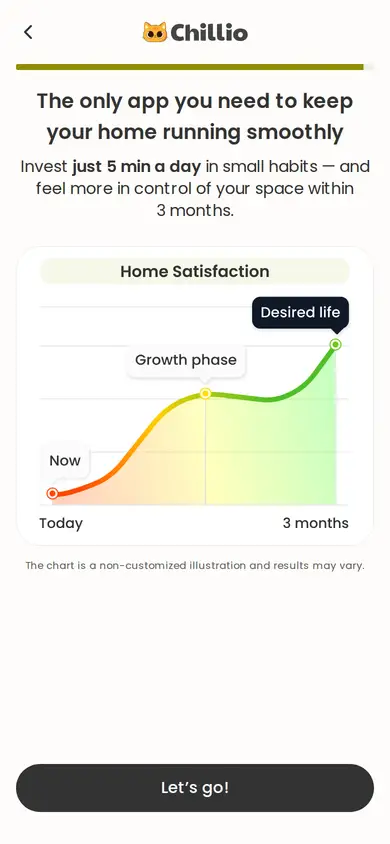 Chillio
The only app you need to keep
your home running smoothly
Invest just 5 min a day in small habits — and
feel more in control of your space within
3 months.
Home Satisfaction
Desired life
Growth phase
Now
Today
3 months
The chart is a non-customized illustration and results may vary.
Let's go!